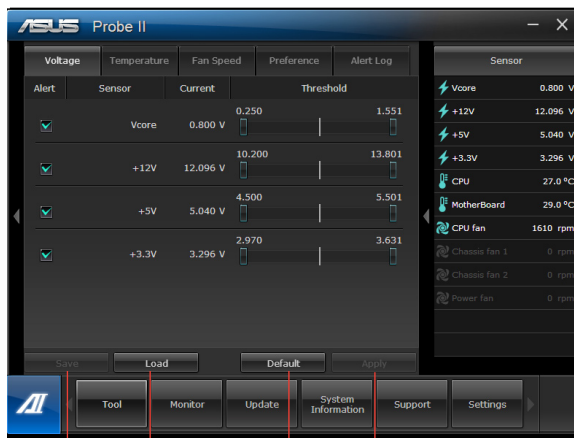 ASUS Probe II
Voltage Temperature Fan Speed Preference Alert Log
Alert Sensor Current Threshold
0.250 1.551
Vcore 0.800 V
10.200 13.801
+12V 12.096 V
4.500 5.501
+5V 5.040 V
2.970 3.631
+3.3V 3.296 V
Save Load Default Apply
Sensor
Vcore 0.800 V
+12V 12.096 V
+5V 5.040 V
+3.3V 3.296 V
CPU 27.0 ºC
MotherBoard 29.0 ºC
CPU fan 1610 rpm
Chassis fan 1 0 rpm
Chassis fan 2 0 rpm
Power fan 0 rpm
AI Tool Monitor Update System Information Support Settings